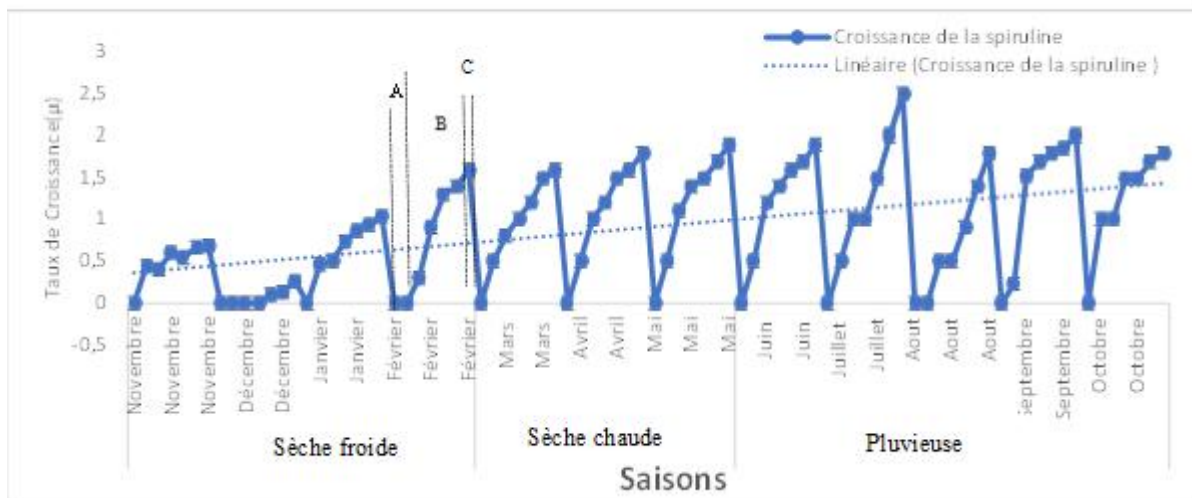 Croissance de la spiruline
Linéaire (Croissance de la spiruline )
Taux de Croissance(µ)
3
2,5
2
1,5
1
0,5
0
-0,5
A
B
C
Novembre
Novembre
Novembre
Décembre
Décembre
Janvier
Janvier
Février
Février
Février
Mars
Mars
Avril
Avril
Mai
Mai
Mai
Juin
Juin
Juillet
Juillet
Aout
Aout
Aout
Septembre
Septembre
Octobre
Octobre
Sèche froide
Sèche chaude
Pluvieuse
Saisons